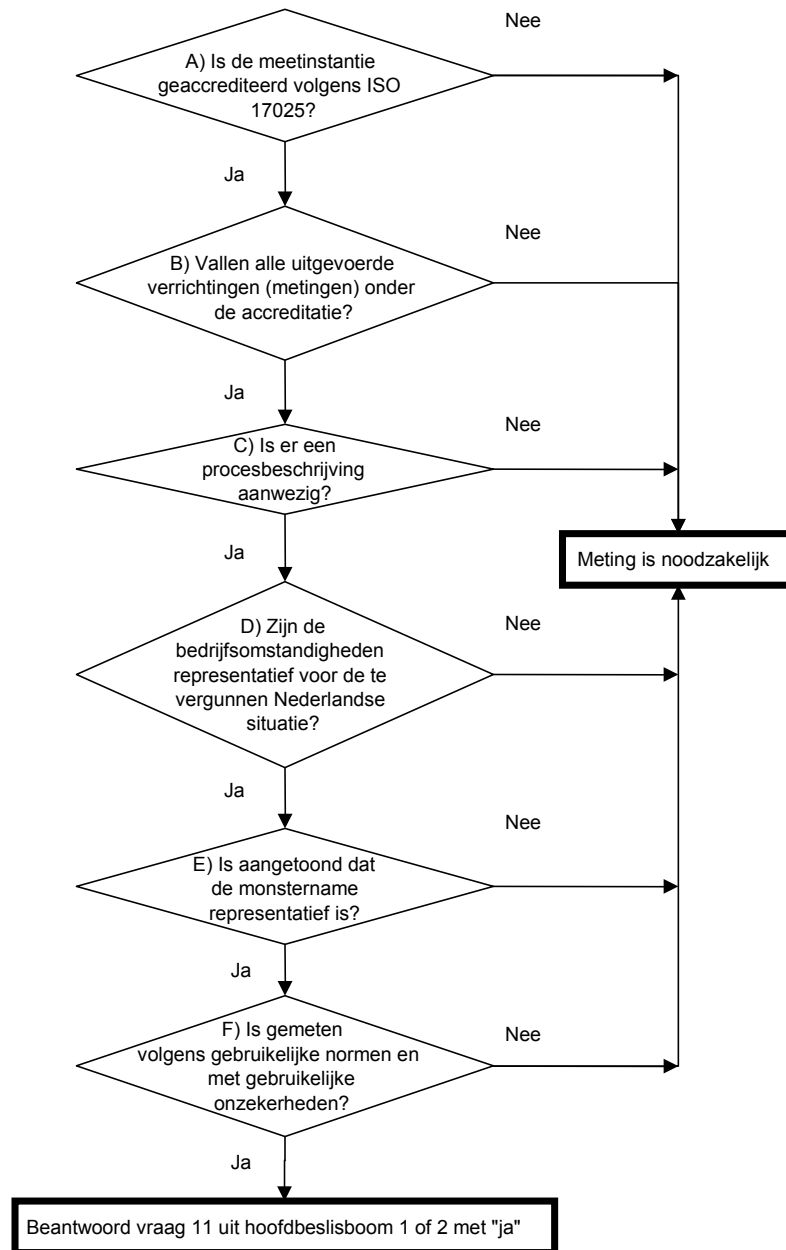 Nee
A) Is de meetinstantie
geaccrediteerd volgens ISO
17025?
Ja
Nee
B) Vallen alle uitgevoerde
verrichtingen (metingen) onder
de accreditatie?
Ja
Nee
C) Is er een
procesbeschrijving
aanwezig?
Ja
Meting is noodzakelijk
Nee
D) Zijn de
bedrijfsomstandigheden
representatief voor de te
vergunnen Nederlandse
situatie?
Ja
Nee
E) Is aangetoond dat
de monstername
representatief is?
Ja
Nee
F) Is gemeten
volgens gebruikelijke normen en
met gebruikelijke
onzekerheden?
Ja
Beantwoord vraag 11 uit hoofdbeslisboom 1 of 2 met "ja"